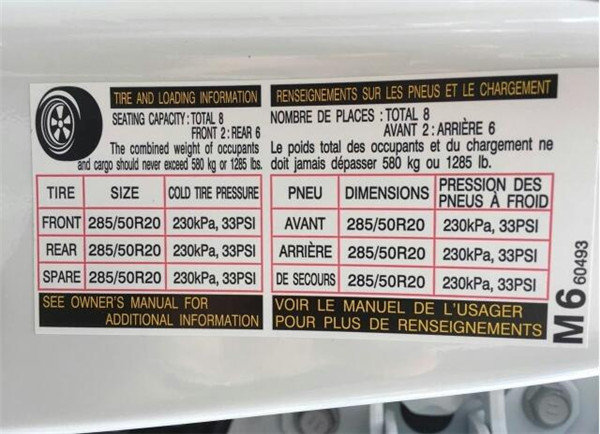 TIRE AND LOADING INFORMATION
SEATING CAPACITY: TOTAL 8
FRONT 2: REAR 6
The combined weight of occupants
and cargo should never exceed 580 kg or 1285 lbs.
TIRE SIZE COLD TIRE PRESSURE
FRONT 285/50R20 230kPa, 33PSI
REAR 285/50R20 230kPa, 33PSI
SPARE 285/50R20 230kPa, 33PSI
SEE OWNER'S MANUAL FOR
ADDITIONAL INFORMATION
RENSEIGNEMENTS SUR LES PNEUS ET LE CHARGEMENT
NOMBRE DE PLACES : TOTAL 8
AVANT 2 : ARRIÈRE 6
Le poids total des occupants et du chargement ne
doit jamais dépasser 580 kg ou 1285 lb.
PNEU DIMENSIONS PRESSION DES
PNEUS À FROID
AVANT 285/50R20 230kPa, 33PSI
ARRIÈRE 285/50R20 230kPa, 33PSI
DE SECOURS 285/50R20 230kPa, 33PSI
VOIR LE MANUEL DE L'USAGER
POUR PLUS DE RENSEIGNEMENTS
M6 60493